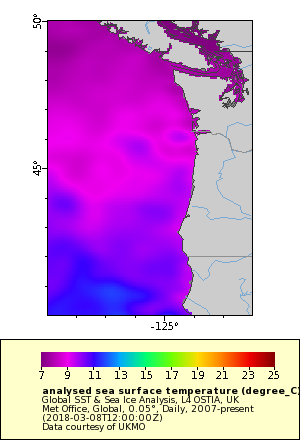 50°
45°
-125°
7 9 11 13 15 17 19 21 23 25
analysed sea surface temperature (degree_C)
Global SST & Sea Ice Analysis, L4 OSTIA, UK
Met Office, Global, 0.05°, Daily, 2007-present
(2018-03-08T12:00:00Z)
Data courtesy of UKMO